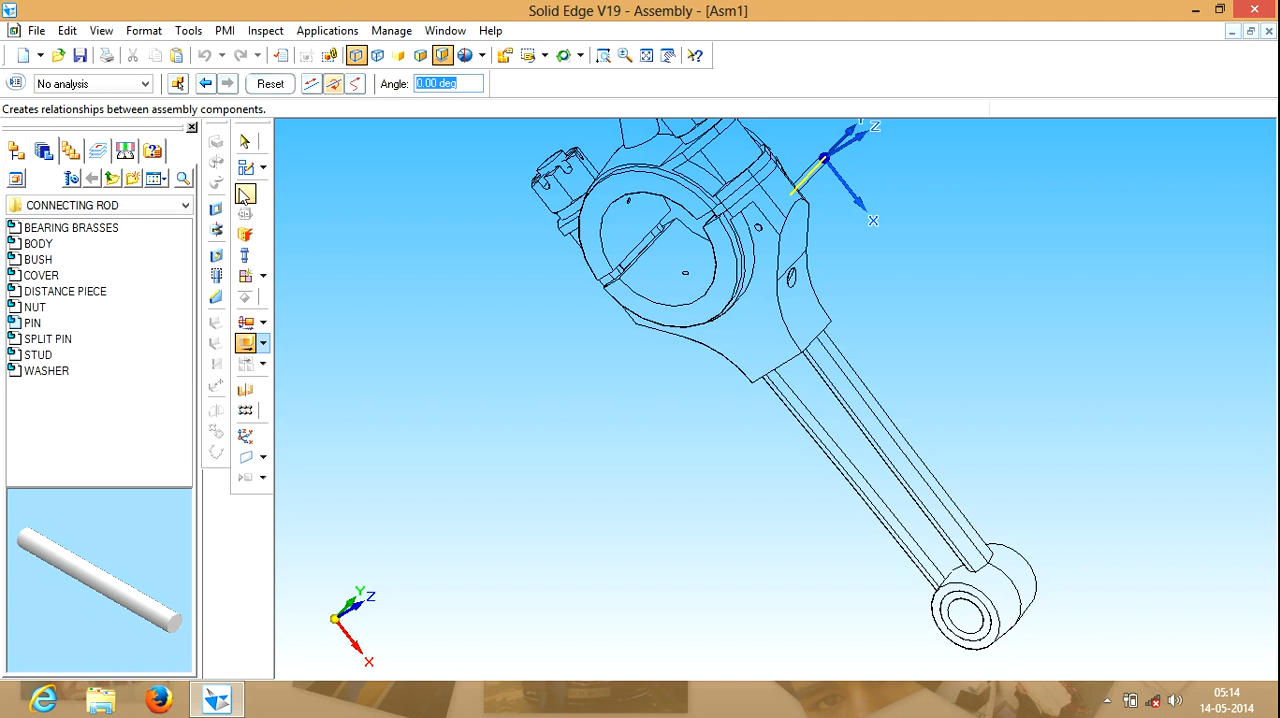 Solid Edge V19 - Assembly - [Asm1]
File Edit View Format Tools PMI Inspect Applications Manage Window Help
No analysis Reset Angle: 0.00 deg
Creates relationships between assembly components.
CONNECTING ROD
BEARING BRASSES
BODY
BUSH
COVER
DISTANCE PIECE
NUT
PIN
SPLIT PIN
STUD
WASHER
Y
Z
X
Y
Z
X
05:14
14-05-2014